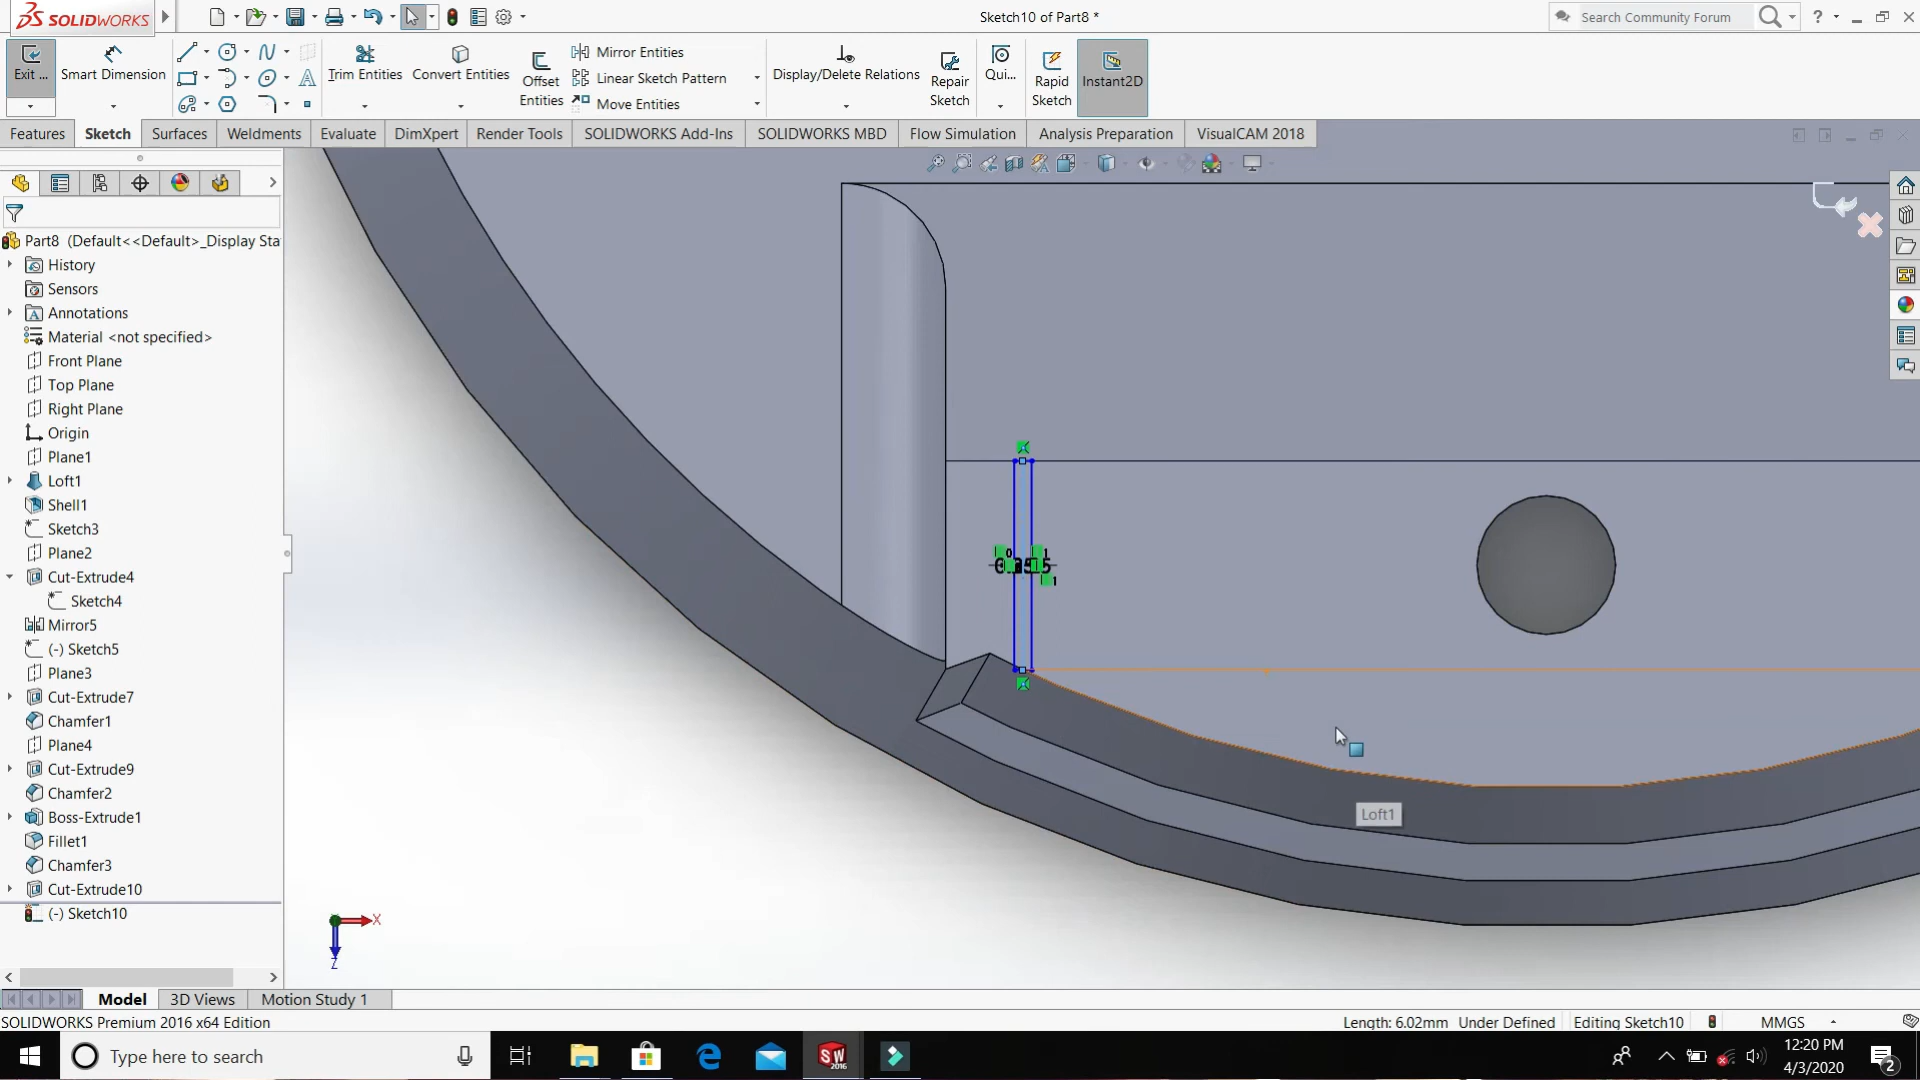 SOLIDWORKS
Sketch10 of Part8 *
Search Community Forum
?
Exit ...
Smart Dimension
Trim Entities
Convert Entities
Offset
Entities
Mirror Entities
Linear Sketch Pattern
Move Entities
Display/Delete Relations
Repair
Sketch
Qui...
Rapid
Sketch
Instant2D
Features
Sketch
Surfaces
Weldments
Evaluate
DimXpert
Render Tools
SOLIDWORKS Add-Ins
SOLIDWORKS MBD
Flow Simulation
Analysis Preparation
VisualCAM 2018
Part8 (Default<<Default>_Display Sta
History
Sensors
Annotations
Material <not specified>
Front Plane
Top Plane
Right Plane
Origin
Plane1
Loft1
Shell1
Sketch3
Plane2
Cut-Extrude4
Sketch4
Mirror5
(-) Sketch5
Plane3
Cut-Extrude7
Chamfer1
Plane4
Cut-Extrude9
Chamfer2
Boss-Extrude1
Fillet1
Chamfer3
Cut-Extrude10
(-) Sketch10
Loft1
X
Z
Model
3D Views
Motion Study 1
SOLIDWORKS Premium 2016 x64 Edition
Length: 6.02mm
Under Defined
Editing Sketch10
MMGS
Type here to search
SW
2016
12:20 PM
4/3/2020
2